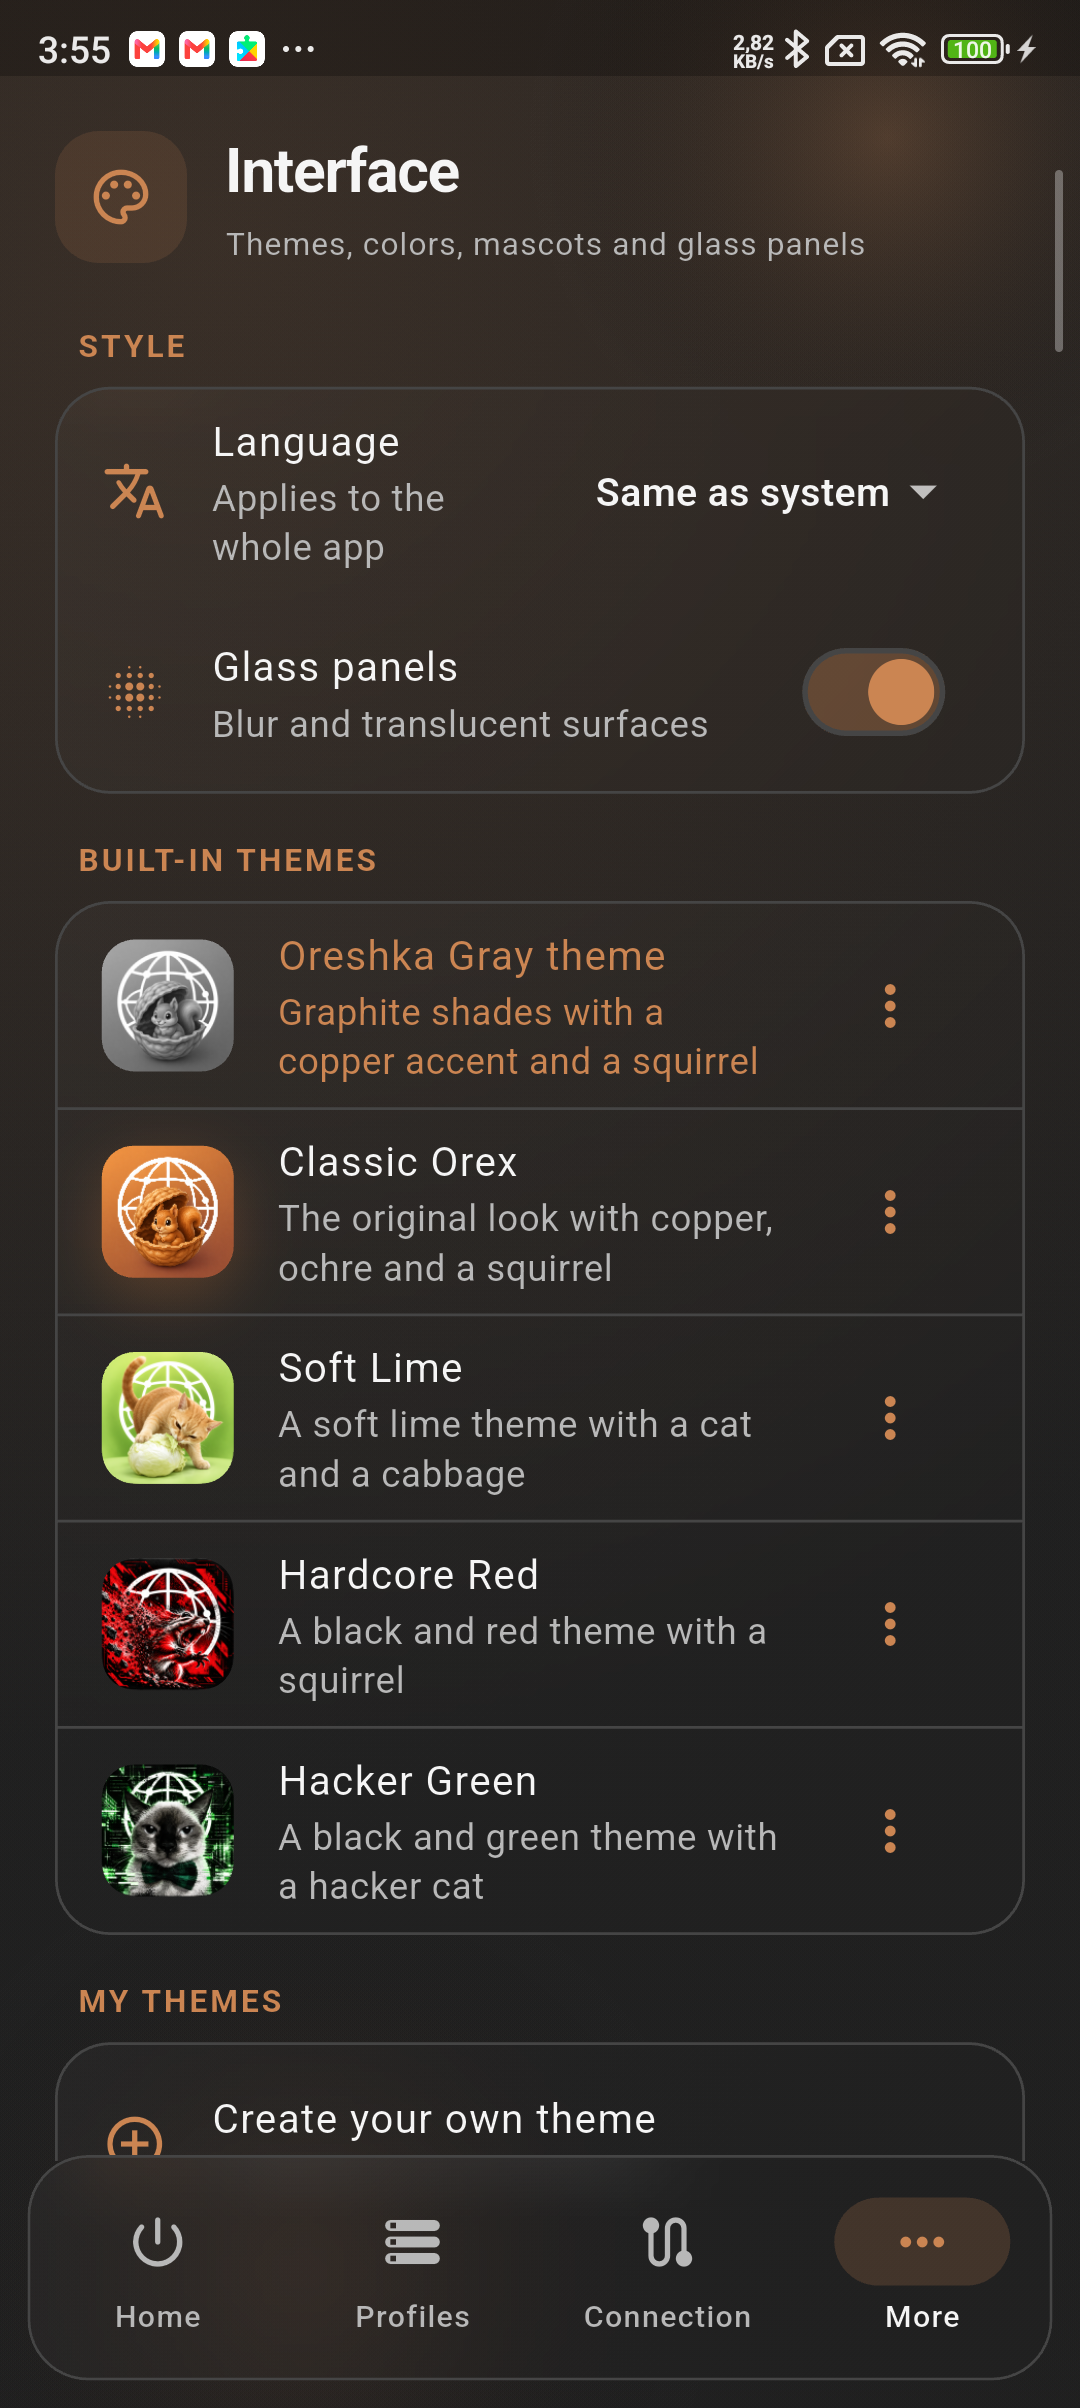 3:55
2,82
KB/s
100
Interface
Themes, colors, mascots and glass panels
STYLE
Language
Applies to the
whole app
Same as system
Glass panels
Blur and translucent surfaces
BUILT-IN THEMES
Oreshka Gray theme
Graphite shades with a
copper accent and a squirrel
Classic Orex
The original look with copper,
ochre and a squirrel
Soft Lime
A soft lime theme with a cat
and a cabbage
Hardcore Red
A black and red theme with a
squirrel
Hacker Green
A black and green theme with
a hacker cat
MY THEMES
Create your own theme
Home
Profiles
Connection
More